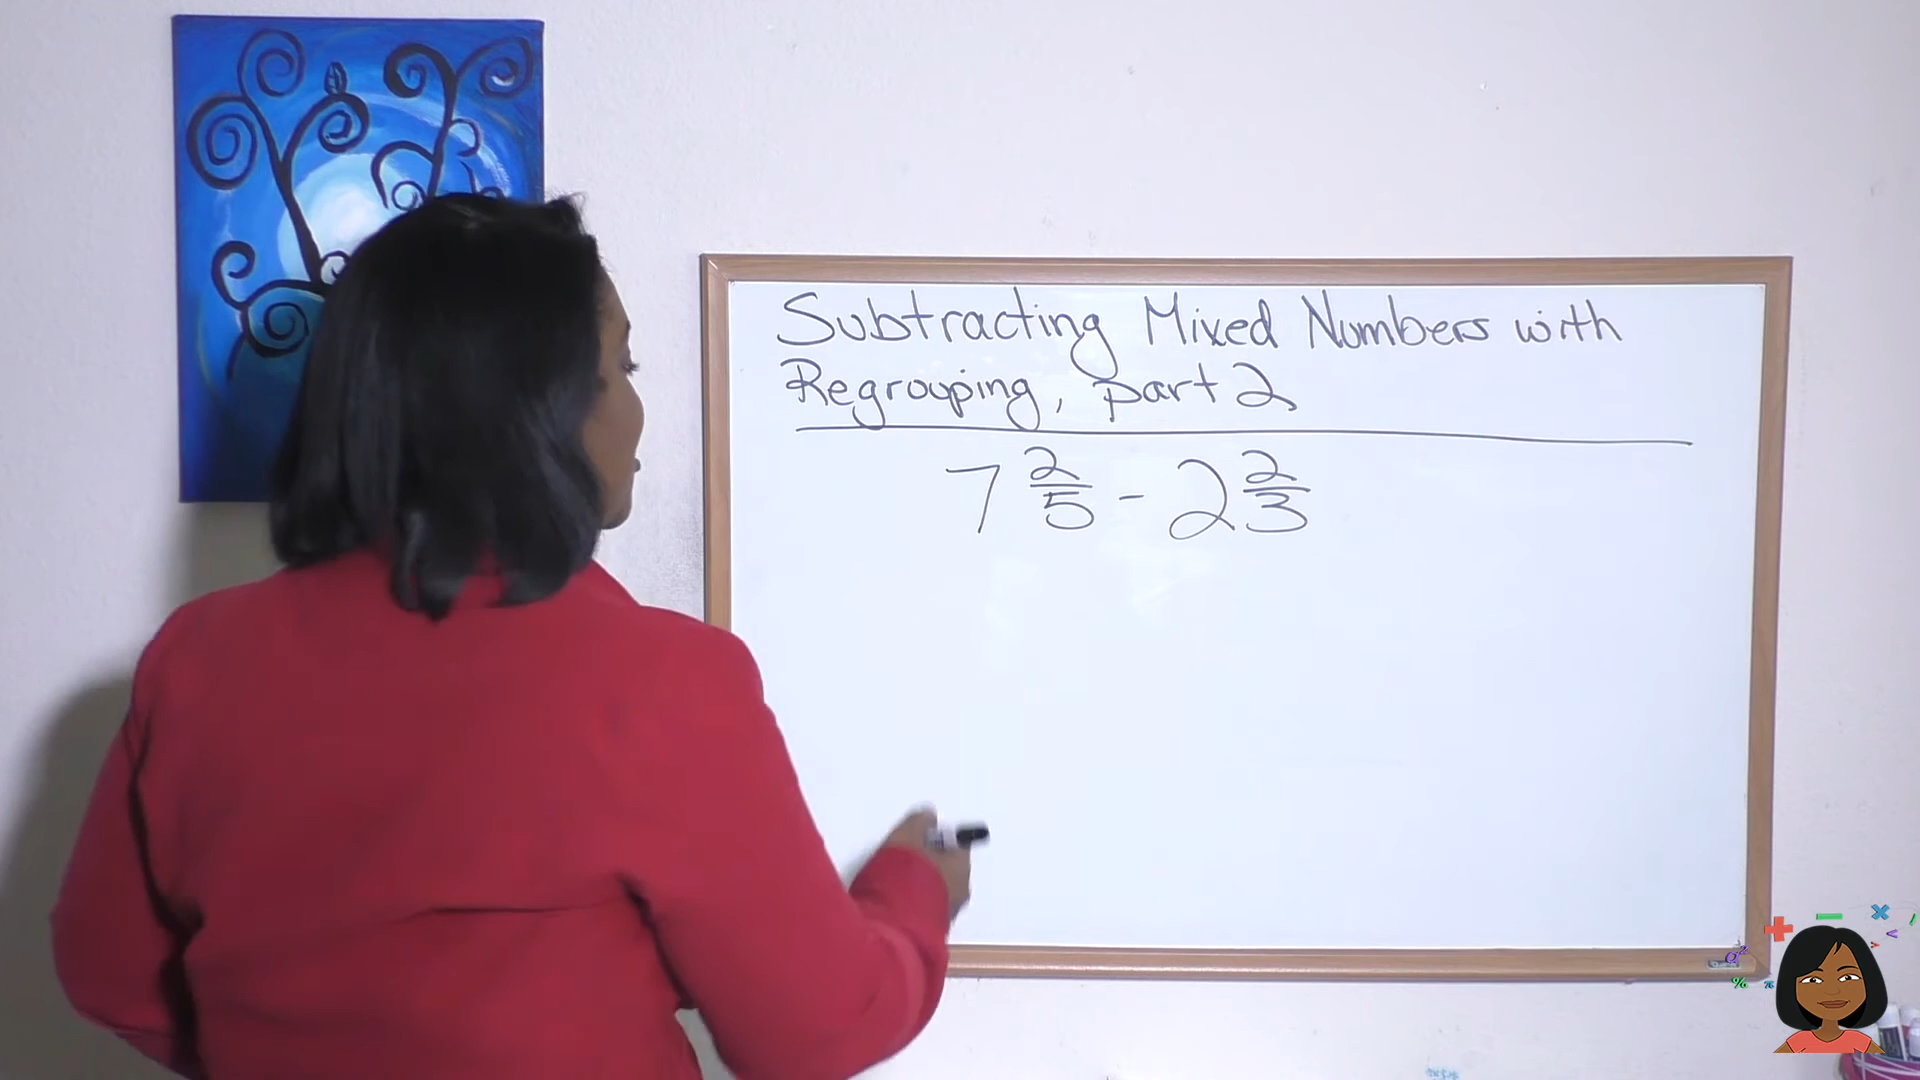 Subtracting Mixed Numbers with
Regrouping, part 2
7 2/5 - 2 2/3